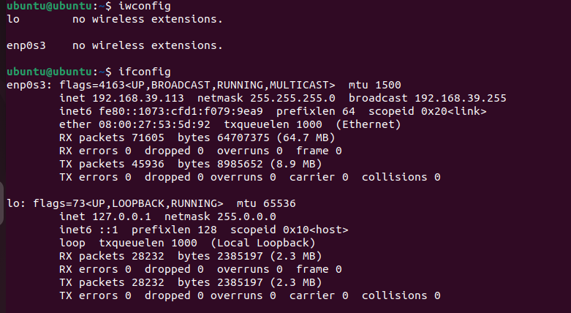 ubuntu@ubuntu:~$ iwconfig
lo        no wireless extensions.

enp0s3    no wireless extensions.

ubuntu@ubuntu:~$ ifconfig
enp0s3: flags=4163<UP,BROADCAST,RUNNING,MULTICAST>  mtu 1500
        inet 192.168.39.113  netmask 255.255.255.0  broadcast 192.168.39.255
        inet6 fe80::1073:cfd1:f079:9ea9  prefixlen 64  scopeid 0x20<link>
        ether 08:00:27:53:5d:92  txqueuelen 1000  (Ethernet)
        RX packets 71605  bytes 64707375 (64.7 MB)
        RX errors 0  dropped 0  overruns 0  frame 0
        TX packets 45936  bytes 8985652 (8.9 MB)
        TX errors 0  dropped 0 overruns 0  carrier 0  collisions 0

lo: flags=73<UP,LOOPBACK,RUNNING>  mtu 65536
        inet 127.0.0.1  netmask 255.0.0.0
        inet6 ::1  prefixlen 128  scopeid 0x10<host>
        loop  txqueuelen 1000  (Local Loopback)
        RX packets 28232  bytes 2385197 (2.3 MB)
        RX errors 0  dropped 0  overruns 0  frame 0
        TX packets 28232  bytes 2385197 (2.3 MB)
        TX errors 0  dropped 0 overruns 0  carrier 0  collisions 0